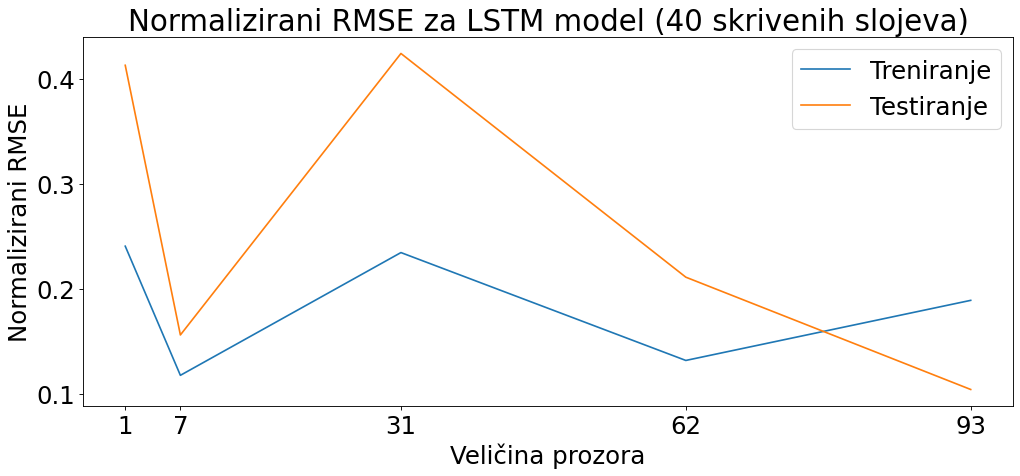 Normalizirani RMSE za LSTM model (40 skrivenih slojeva)
Normalizirani RMSE
0.4
0.3
0.2
0.1
Treniranje
Testiranje
1 7 31 62 93
Veličina prozora